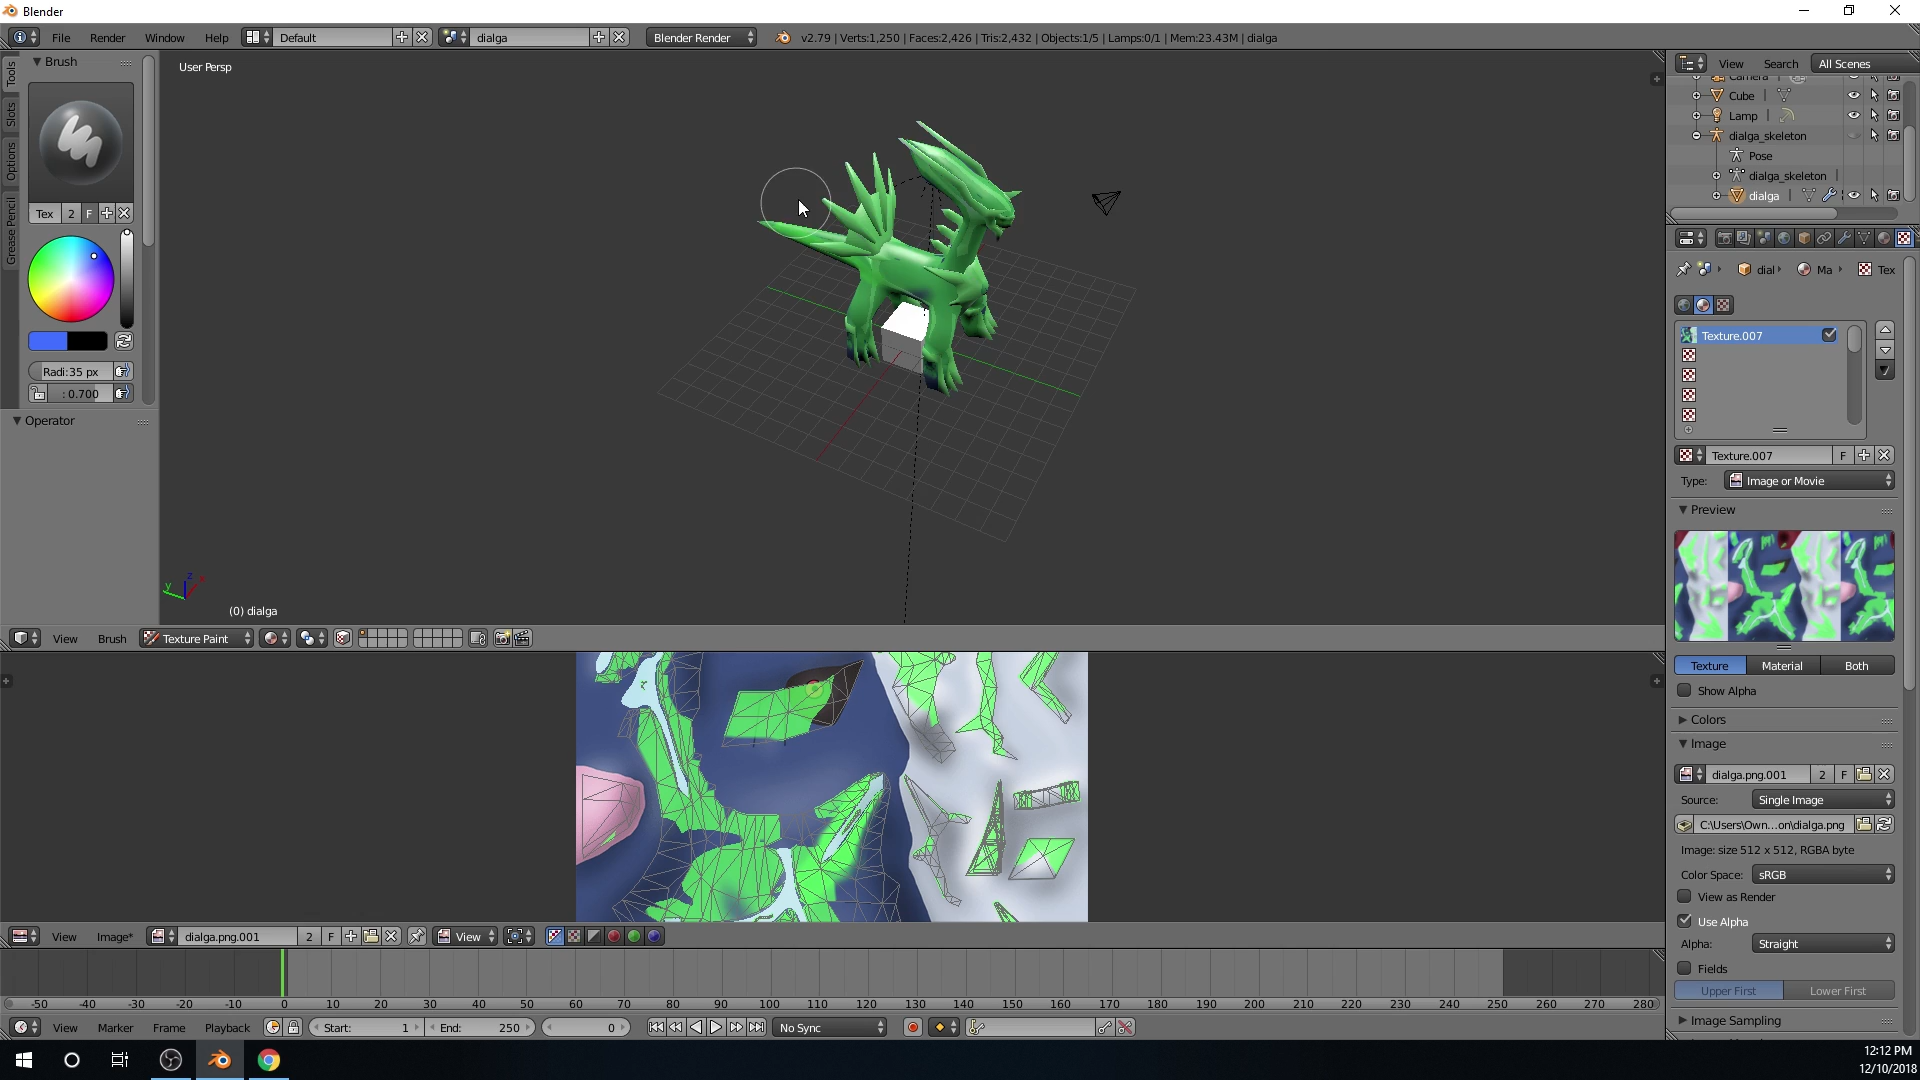 Blender
File Render Window Help Default dialga Blender Render v2.79 | Verts:1,250 | Faces:2,426 | Tris:2,432 | Objects:1/5 | Lamps:0/1 | Mem:23.43M | dialga
Tools
Slots
Options
Grease Pencil
Brush
Tex 2 F
Radi:35 px
: 0.700
Operator
User Persp
y z x
(0) dialga
View Brush Texture Paint
View Image* dialga.png.001 2 F View
-50 -40 -30 -20 -10 0 10 20 30 40 50 60 70 80 90 100 110 120 130 140 150 160 170 180 190 200 210 220 230 240 250 260 270 280
View Marker Frame Playback Start: 1 End: 250 0 No Sync
View Search All Scenes
Camera
Cube
Lamp
dialga_skeleton
Pose
dialga_skeleton
dialga
dial Ma Tex
Texture.007
Texture.007 F
Type: Image or Movie
Preview
Texture Material Both
Show Alpha
Colors
Image
dialga.png.001 2 F
Source: Single Image
C:\Users\Own...on\dialga.png
Image: size 512 x 512, RGBA byte
Color Space: sRGB
View as Render
Use Alpha
Alpha: Straight
Fields
Upper First Lower First
Image Sampling
12:12 PM
12/10/2018